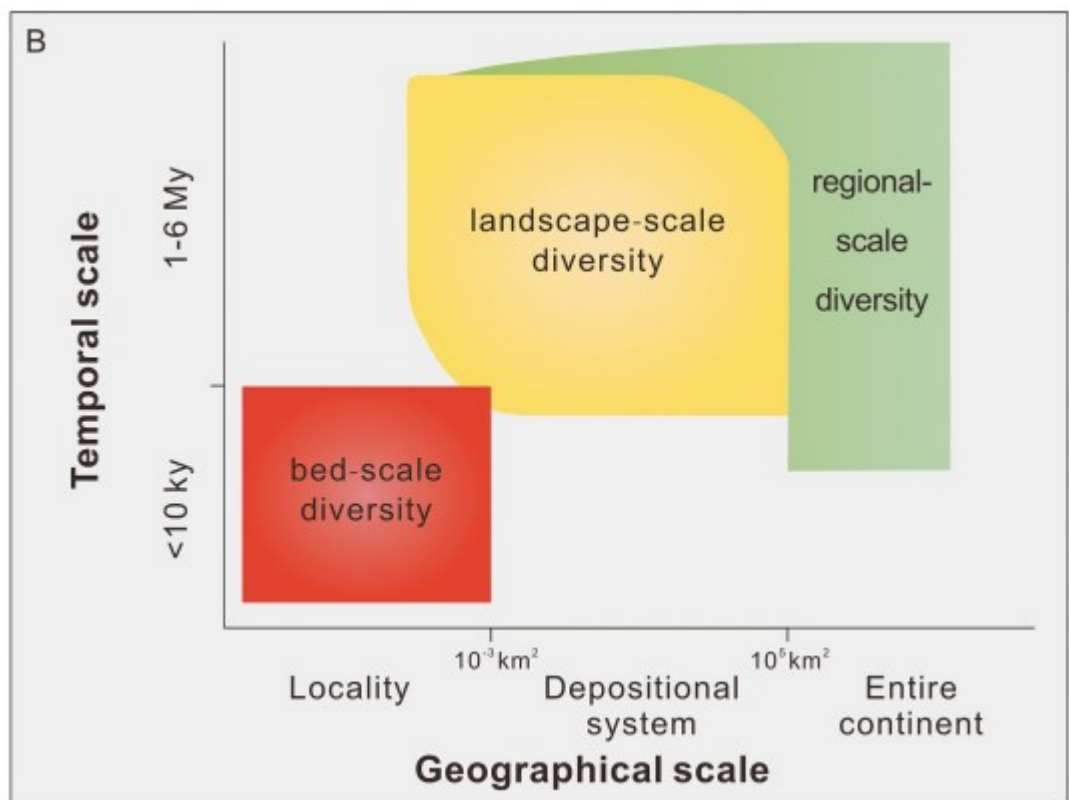 B
Temporal scale
1-6 My
<10 ky
landscape-scale
diversity
regional-
scale
diversity
bed-scale
diversity
10⁻³km²
10⁵km²
Locality
Depositional
system
Entire
continent
Geographical scale